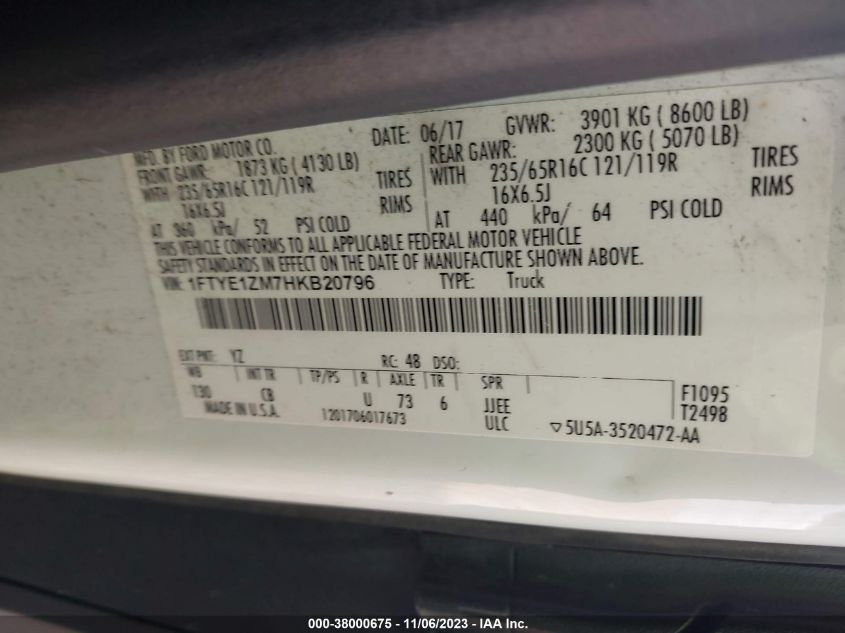 MFD. BY FORD MOTOR CO. DATE: 06/17 GVWR: 3901 KG ( 8600 LB)
FRONT GAWR: 1873 KG ( 4130 LB) REAR GAWR: 2300 KG ( 5070 LB)
WITH 235/65R16C 121/119R TIRES WITH 235/65R16C 121/119R TIRES
16X6.5J RIMS 16X6.5J RIMS
AT 360 kPa/ 52 PSI COLD AT 440 kPa/ 64 PSI COLD
THIS VEHICLE CONFORMS TO ALL APPLICABLE FEDERAL MOTOR VEHICLE
SAFETY STANDARDS IN EFFECT ON THE DATE OF MANUFACTURE SHOWN ABOVE.
VIN: 1FTYE1ZM7HKB20796 TYPE: Truck
EXT PNT: YZ RC: 48 DSO:
WB INT TR TP/PS R AXLE TR SPR
130 CB U 73 6 JJEE F1095
MADE IN U.S.A. 1201706017673 ULC T2498
▽5U5A-3520472-AA
000-38000675 - 11/06/2023 - IAA Inc.